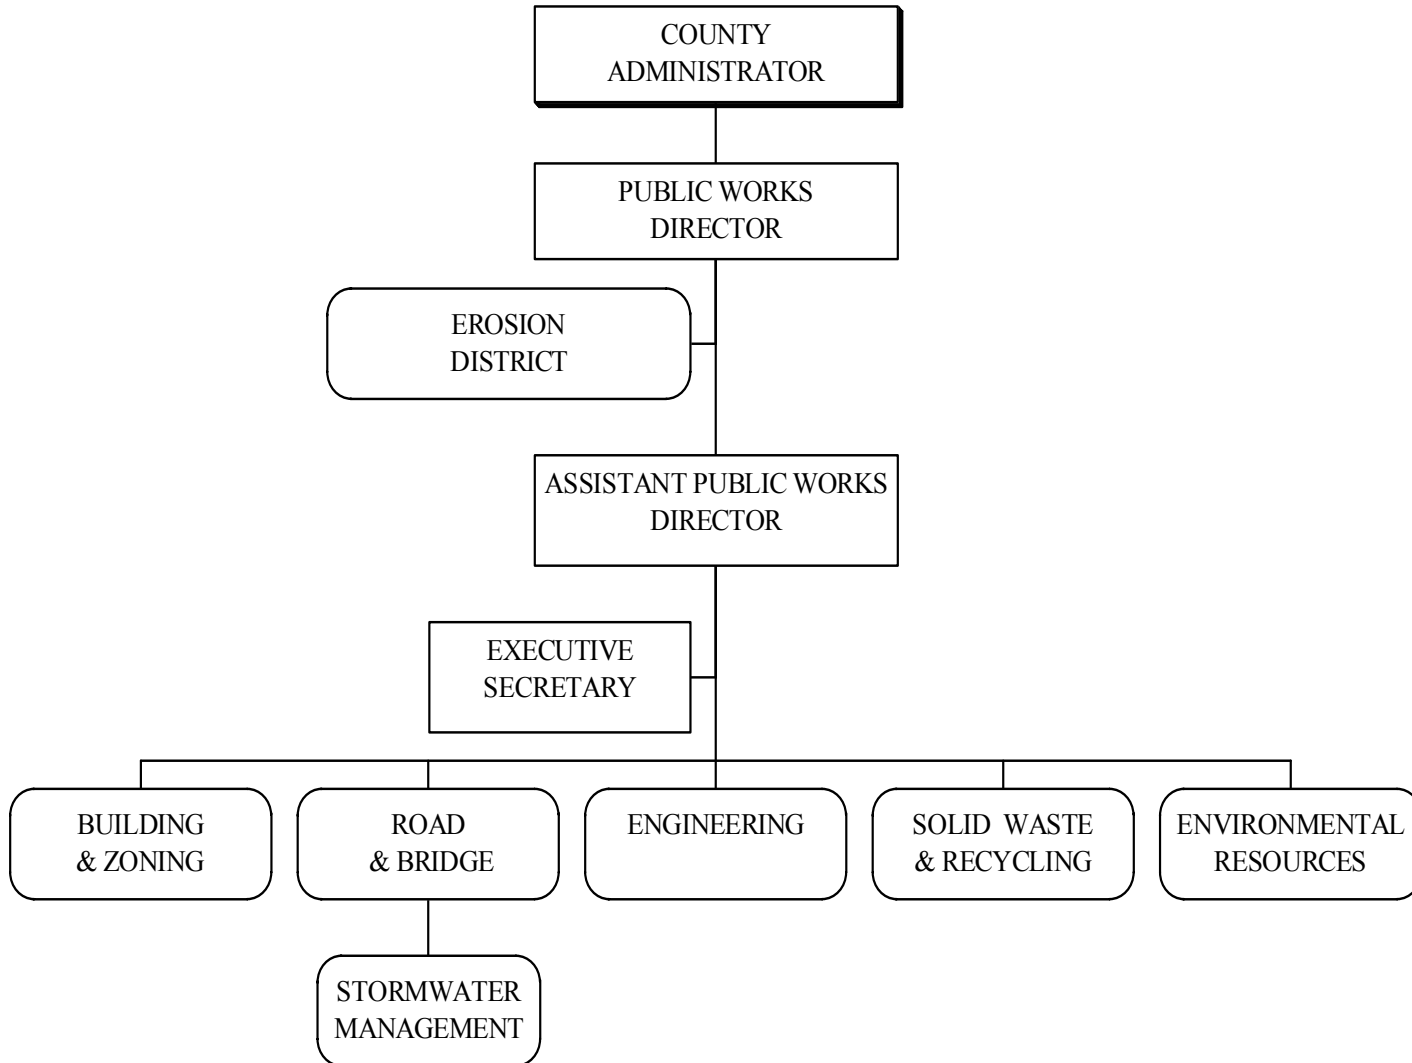 COUNTY
ADMINISTRATOR
PUBLIC WORKS
DIRECTOR
EROSION
DISTRICT
ASSISTANT PUBLIC WORKS
DIRECTOR
EXECUTIVE
SECRETARY
BUILDING
& ZONING
ROAD
& BRIDGE
ENGINEERING
SOLID WASTE
& RECYCLING
ENVIRONMENTAL
RESOURCES
STORMWATER
MANAGEMENT